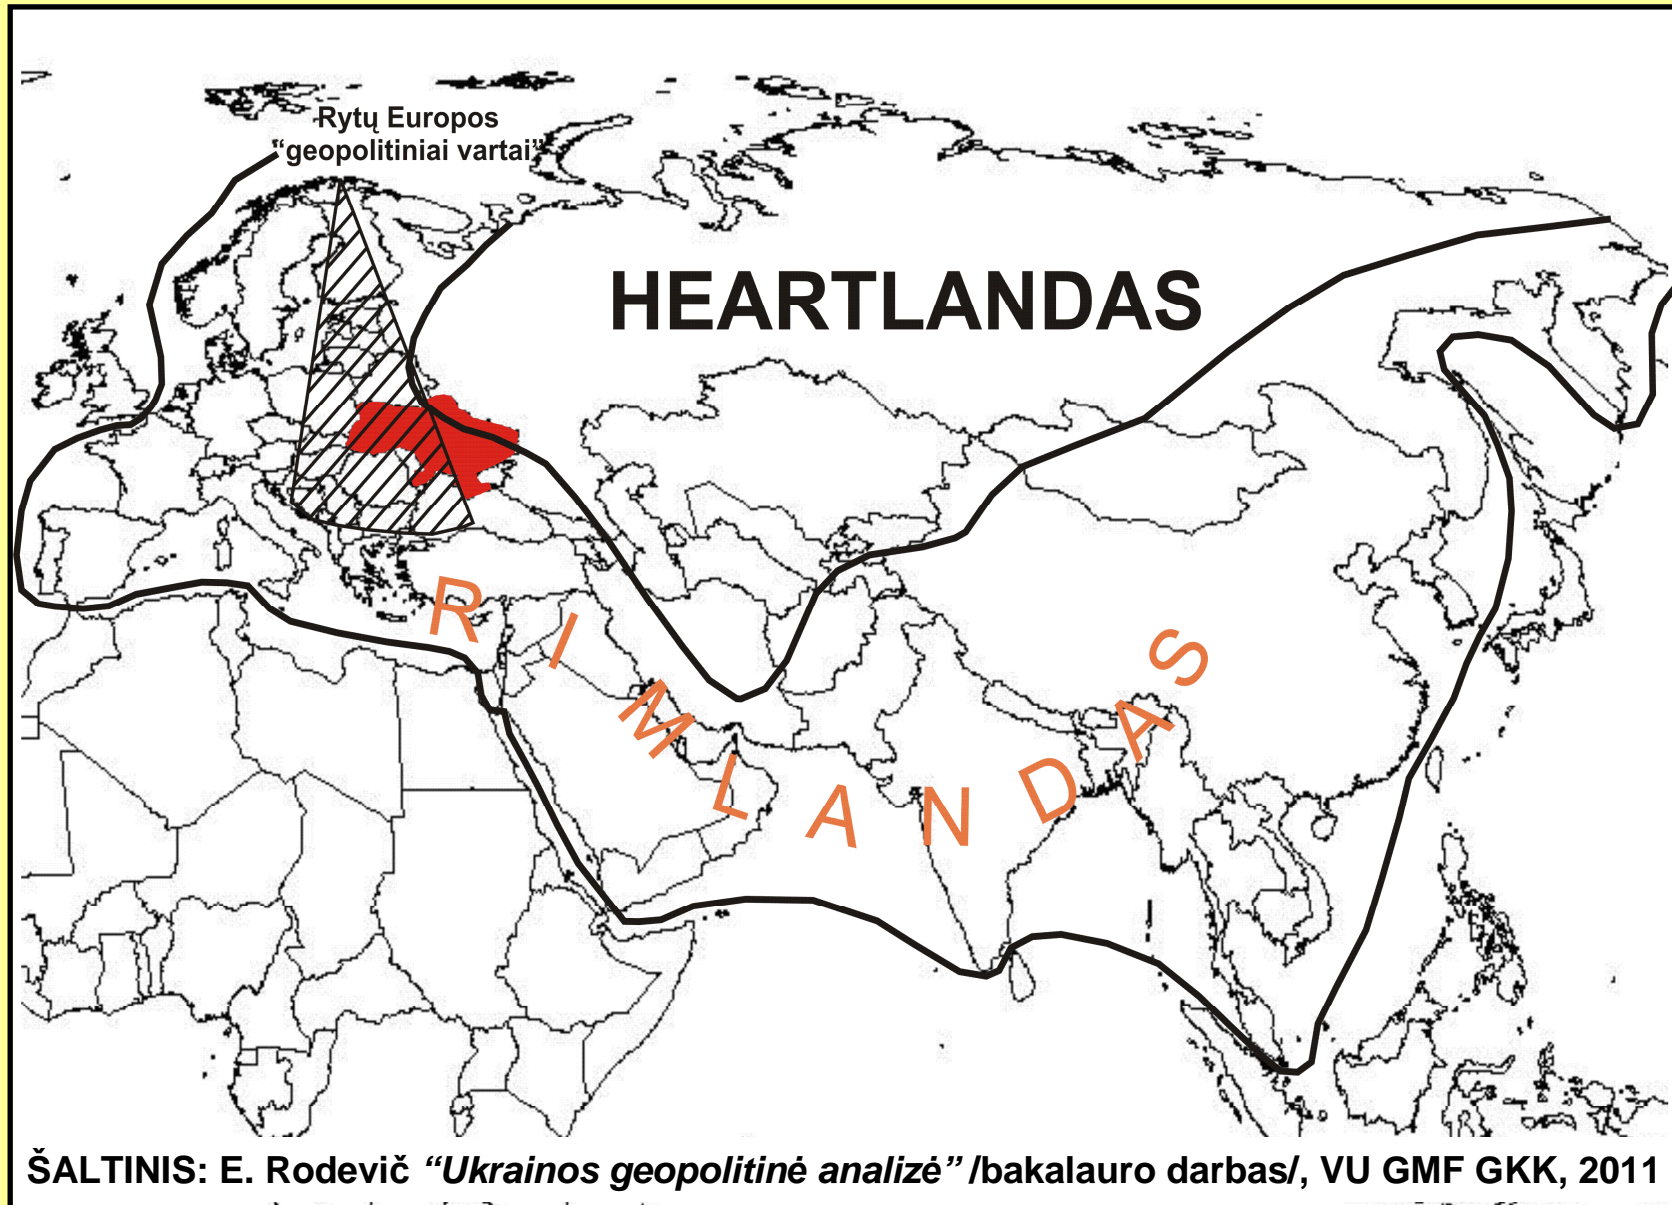 Rytų Europos
“geopolitiniai vartai”
HEARTLANDAS
RIMLANDAS
ŠALTINIS: E. Rodevič “Ukrainos geopolitinė analizė” /bakalauro darbas/, VU GMF GKK, 2011